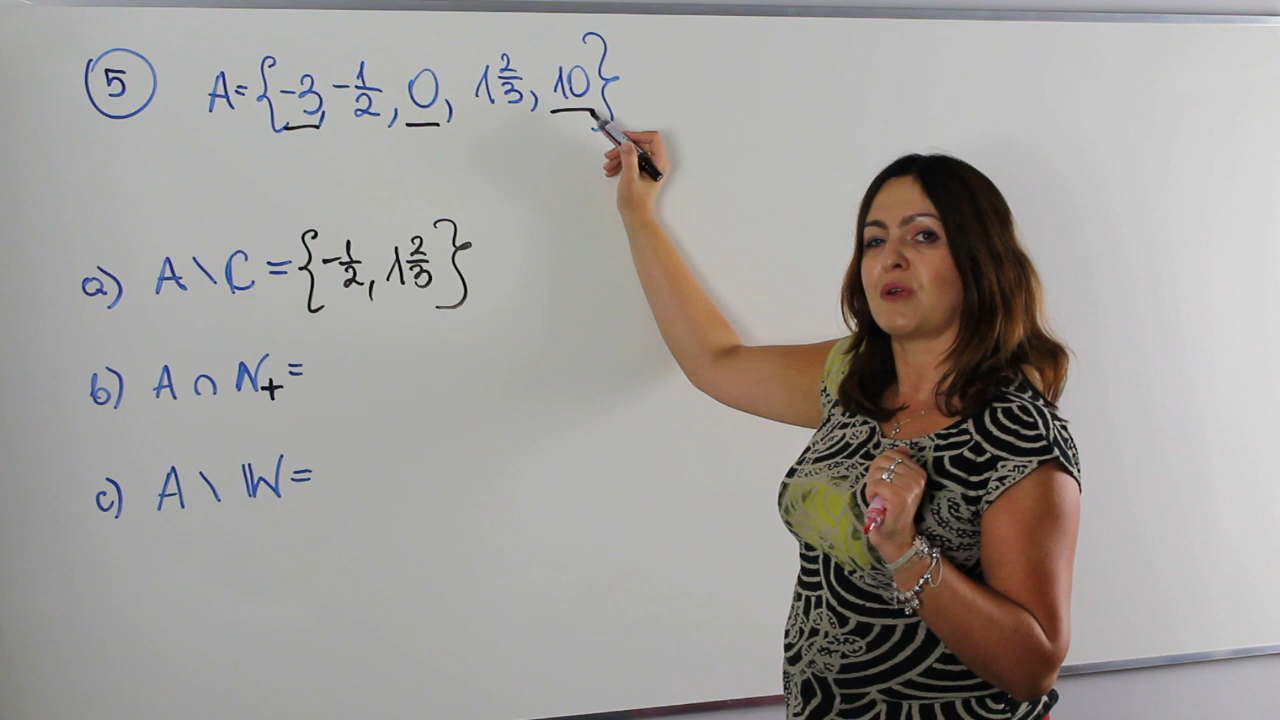 5 A={-3, -1/2, 0, 1 2/3, 10}
a) A \ C = {-1/2, 1 2/3}
b) A ∩ N₊ =
c) A \ W =